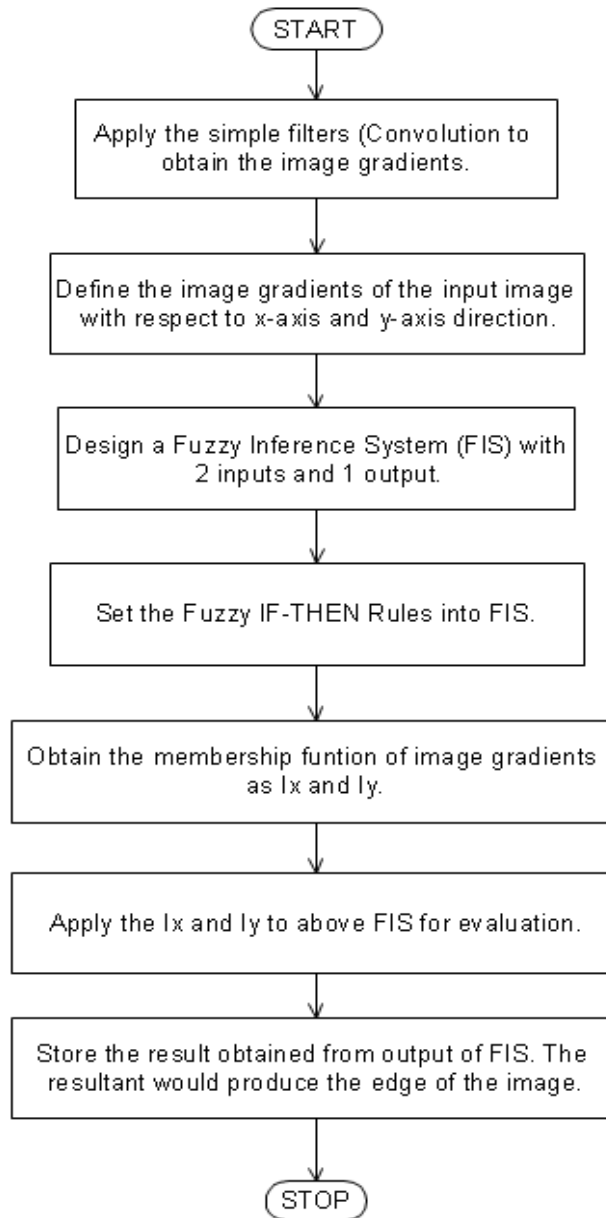 START
Apply the simple filters (Convolution to
obtain the image gradients.
Define the image gradients of the input image
with respect to x-axis and y-axis direction.
Design a Fuzzy Inference System (FIS) with
2 inputs and 1 output.
Set the Fuzzy IF-THEN Rules into FIS.
Obtain the membership funtion of image gradients
as Ix and Iy.
Apply the Ix and Iy to above FIS for evaluation.
Store the result obtained from output of FIS. The
resultant would produce the edge of the image.
STOP